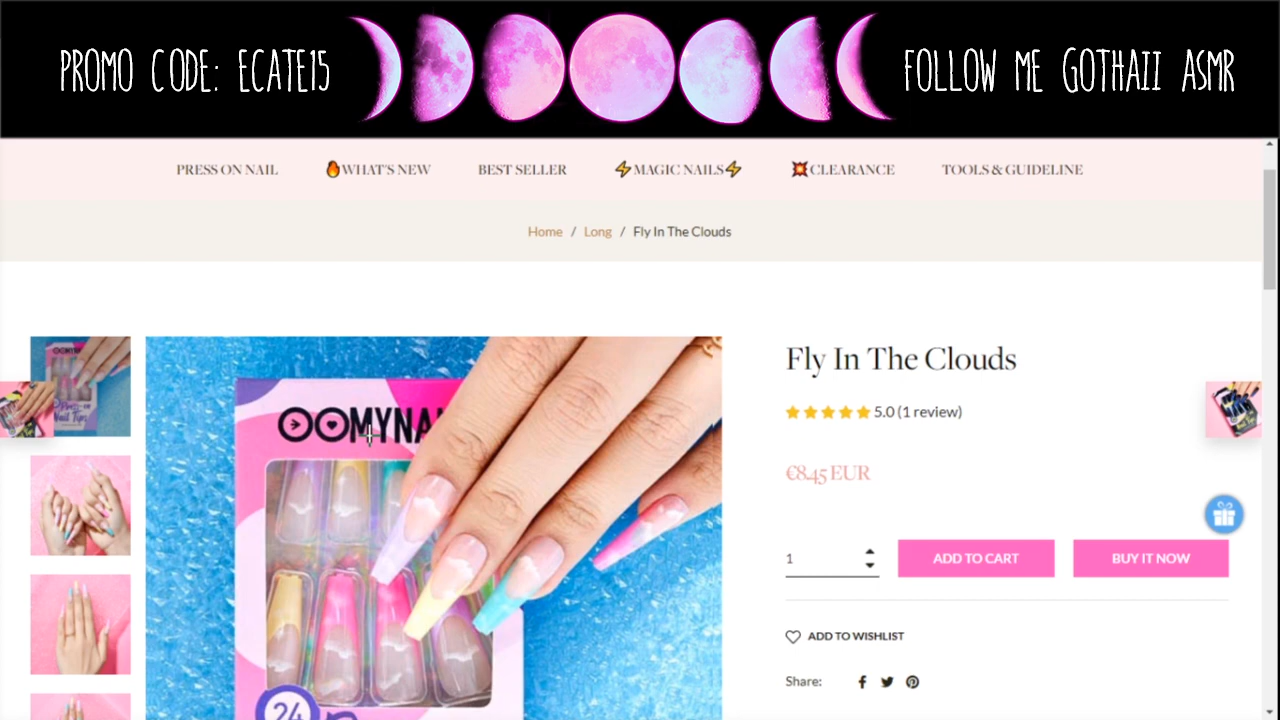 PROMO CODE: ECATE15
FOLLOW ME GOTHAII ASMR
PRESS ON NAIL
🔥WHAT'S NEW
BEST SELLER
⚡MAGIC NAILS⚡
💥CLEARANCE
TOOLS & GUIDELINE
Home / Long / Fly In The Clouds
Fly In The Clouds
5.0 (1 review)
€8.45 EUR
1
ADD TO CART
BUY IT NOW
ADD TO WISHLIST
Share:
24